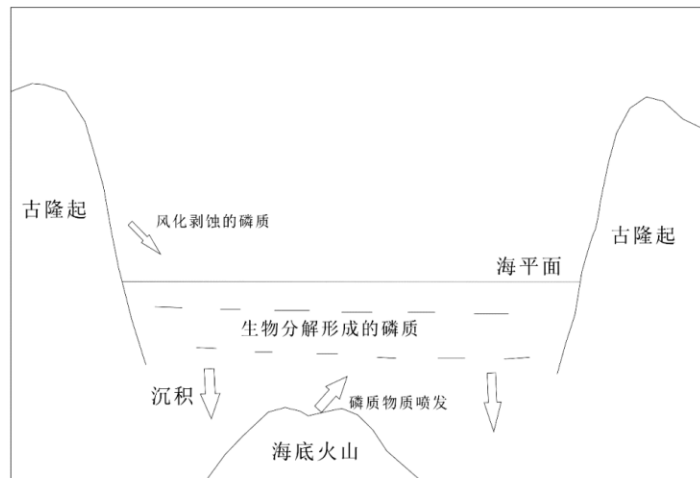 古隆起
风化剥蚀的磷质
古隆起
海平面
生物分解形成的磷质
沉积
磷质物质喷发
海底火山